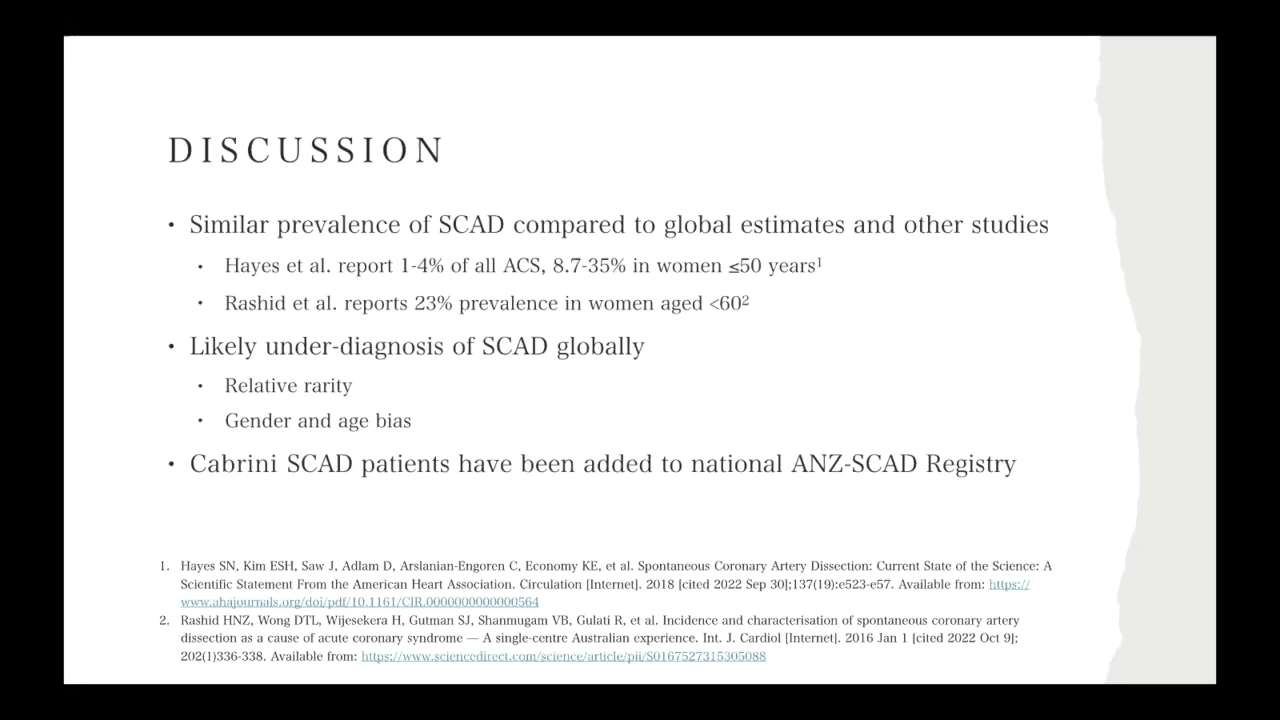 DISCUSSION
• Similar prevalence of SCAD compared to global estimates and other studies
• Hayes et al. report 1-4% of all ACS, 8.7-35% in women ≤50 years¹
• Rashid et al. reports 23% prevalence in women aged <60²
• Likely under-diagnosis of SCAD globally
• Relative rarity
• Gender and age bias
• Cabrini SCAD patients have been added to national ANZ-SCAD Registry
1. Hayes SN, Kim ESH, Saw J, Adlam D, Arslanian-Engoren C, Economy KE, et al. Spontaneous Coronary Artery Dissection: Current State of the Science: A
Scientific Statement From the American Heart Association. Circulation [Internet]. 2018 [cited 2022 Sep 30];137(19):e523-e57. Available from: https://
www.ahajournals.org/doi/pdf/10.1161/CIR.0000000000000564
2. Rashid HNZ, Wong DTL, Wijesekera H, Gutman SJ, Shanmugam VB, Gulati R, et al. Incidence and characterisation of spontaneous coronary artery
dissection as a cause of acute coronary syndrome — A single-centre Australian experience. Int. J. Cardiol [Internet]. 2016 Jan 1 [cited 2022 Oct 9];
202(1)336-338. Available from: https://www.sciencedirect.com/science/article/pii/S0167527315305088